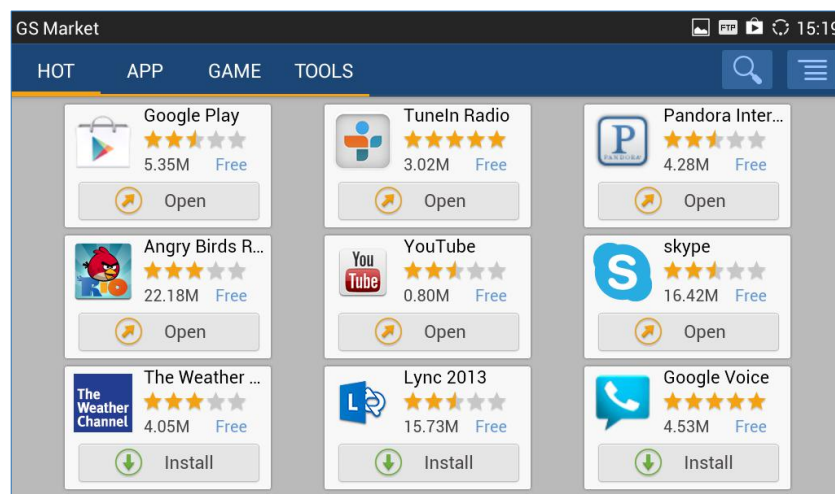 GS Market
FTP
15:19
HOT APP GAME TOOLS
Google Play
5.35M Free
Open
TuneIn Radio
3.02M Free
Open
P
PANDORA
Pandora Inter...
4.28M Free
Open
RIO
Angry Birds R...
22.18M Free
Open
You
Tube
YouTube
0.80M Free
Open
S
skype
16.42M Free
Open
The
Weather
Channel
The Weather ...
4.05M Free
Install
L
Lync 2013
15.73M Free
Install
Google Voice
4.53M Free
Install